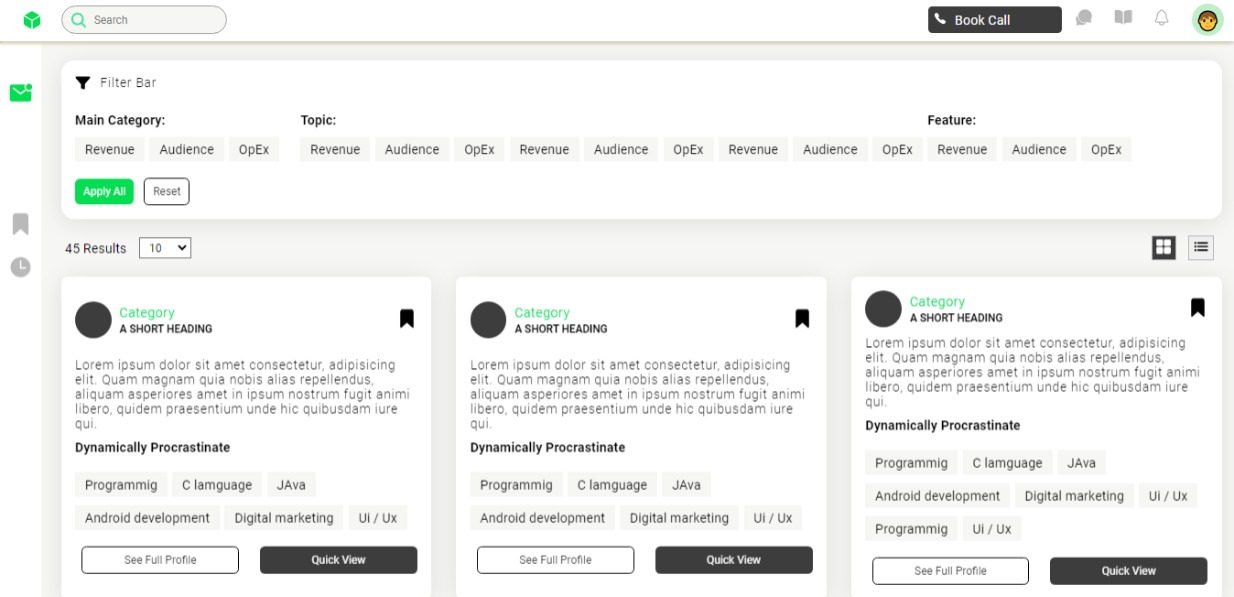 Search
Book Call
Filter Bar
Main Category:
Revenue Audience OpEx
Topic:
Revenue Audience OpEx Revenue Audience OpEx Revenue Audience OpEx
Feature:
Revenue Audience OpEx
Apply All Reset
45 Results 10
Category
A SHORT HEADING
Lorem ipsum dolor sit amet consectetur, adipisicing
elit. Quam magnam quia nobis alias repellendus,
aliquam asperiores amet in ipsum nostrum fugit animi
libero, quidem praesentium unde hic quibusdam iure
qui.
Dynamically Procrastinate
Programmig C lamguage JAva
Android development Digital marketing Ui / Ux
See Full Profile Quick View
Category
A SHORT HEADING
Lorem ipsum dolor sit amet consectetur, adipisicing
elit. Quam magnam quia nobis alias repellendus,
aliquam asperiores amet in ipsum nostrum fugit animi
libero, quidem praesentium unde hic quibusdam iure
qui.
Dynamically Procrastinate
Programmig C lamguage JAva
Android development Digital marketing Ui / Ux
See Full Profile Quick View
Category
A SHORT HEADING
Lorem ipsum dolor sit amet consectetur, adipisicing
elit. Quam magnam quia nobis alias repellendus,
aliquam asperiores amet in ipsum nostrum fugit animi
libero, quidem praesentium unde hic quibusdam iure
qui.
Dynamically Procrastinate
Programmig C lamguage JAva
Android development Digital marketing Ui / Ux
Programmig Ui / Ux
See Full Profile Quick View